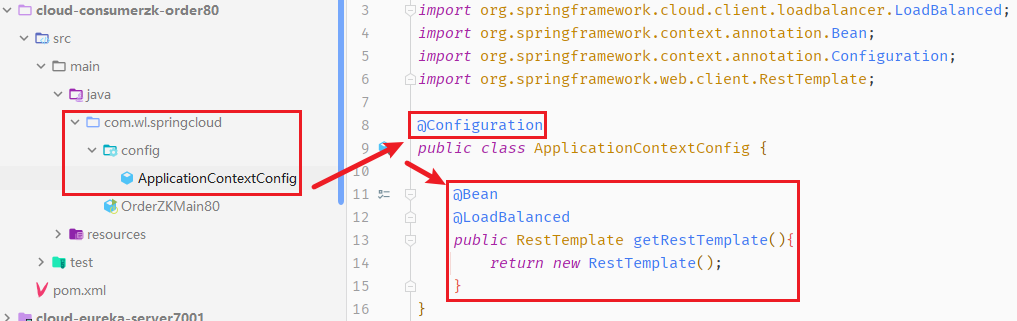 cloud-consumerzk-order80
src
main
java
com.wl.springcloud
config
ApplicationContextConfig
OrderZKMain80
resources
test
pom.xml
cloud-eureka-server7001
3 import org.springframework.cloud.client.loadbalancer.LoadBalanced;
4 import org.springframework.context.annotation.Bean;
5 import org.springframework.context.annotation.Configuration;
6 import org.springframework.web.client.RestTemplate;
7
8 @Configuration
9 public class ApplicationContextConfig {
10
11 @Bean
12 @LoadBalanced
13 public RestTemplate getRestTemplate(){
14 return new RestTemplate();
15 }
16 }